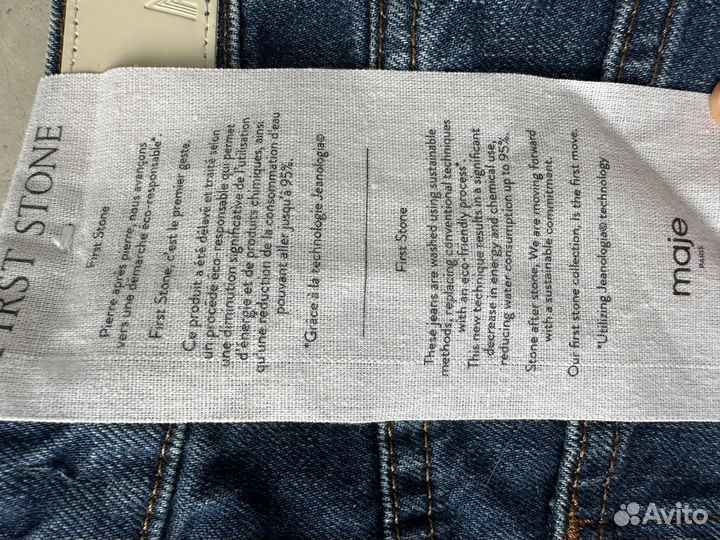 FIRST STONE
First Stone
Pierre après pierre, nous avançons
vers une démarche éco-responsable*.
First Stone, c'est le premier geste.
Ce produit a été délavé et traité selon
un procédé éco-responsable qui permet
une diminution significative de l'utilisation
d'énergie et de produits chimiques, ainsi
qu'une réduction de la consommation d'eau
pouvant aller jusqu'à 95%.
*Grâce à la technologie Jeanologia©
First Stone
These jeans are washed using sustainable
methods, replacing conventional techniques
with an eco-friendly process*.
This new technique results in a significant
decrease in energy and chemical use,
reducing water consumption up to 95%.
Stone after stone, We are moving forward
with a sustainable commitment.
Our first stone collection, Is the first move.
*Utilizing Jeanologia© technology
maje
PARIS
Avito